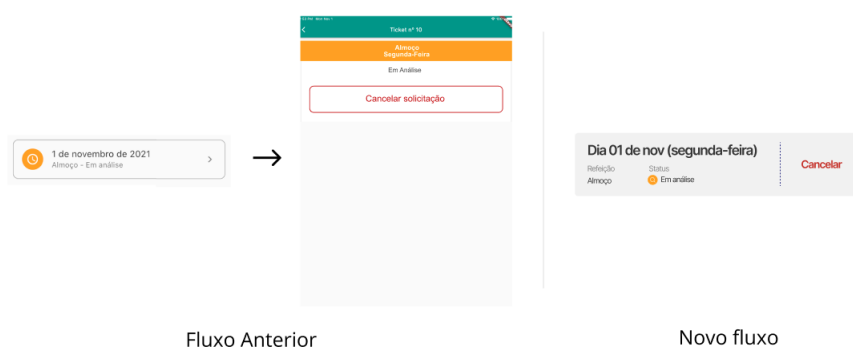 Ticket nº 10
Almoço
Segunda-Feira
Em Análise
Cancelar solicitação
1 de novembro de 2021
Almoço - Em análise
Dia 01 de nov (segunda-feira)
Refeição Status
Almoço Em análise
Cancelar
Fluxo Anterior
Novo fluxo